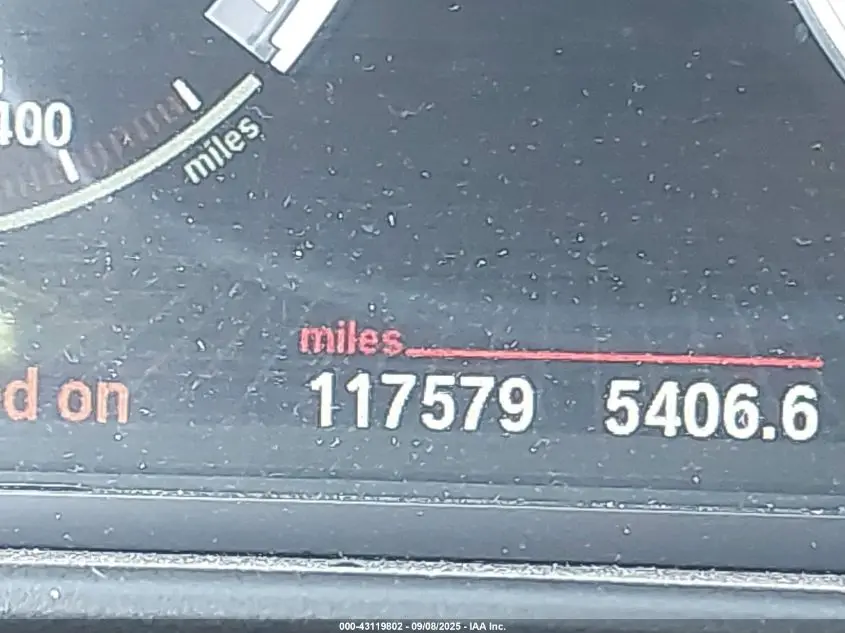 400
miles
miles
d on
117579 5406.6
000-43119802 - 09/08/2025 - IAA Inc.